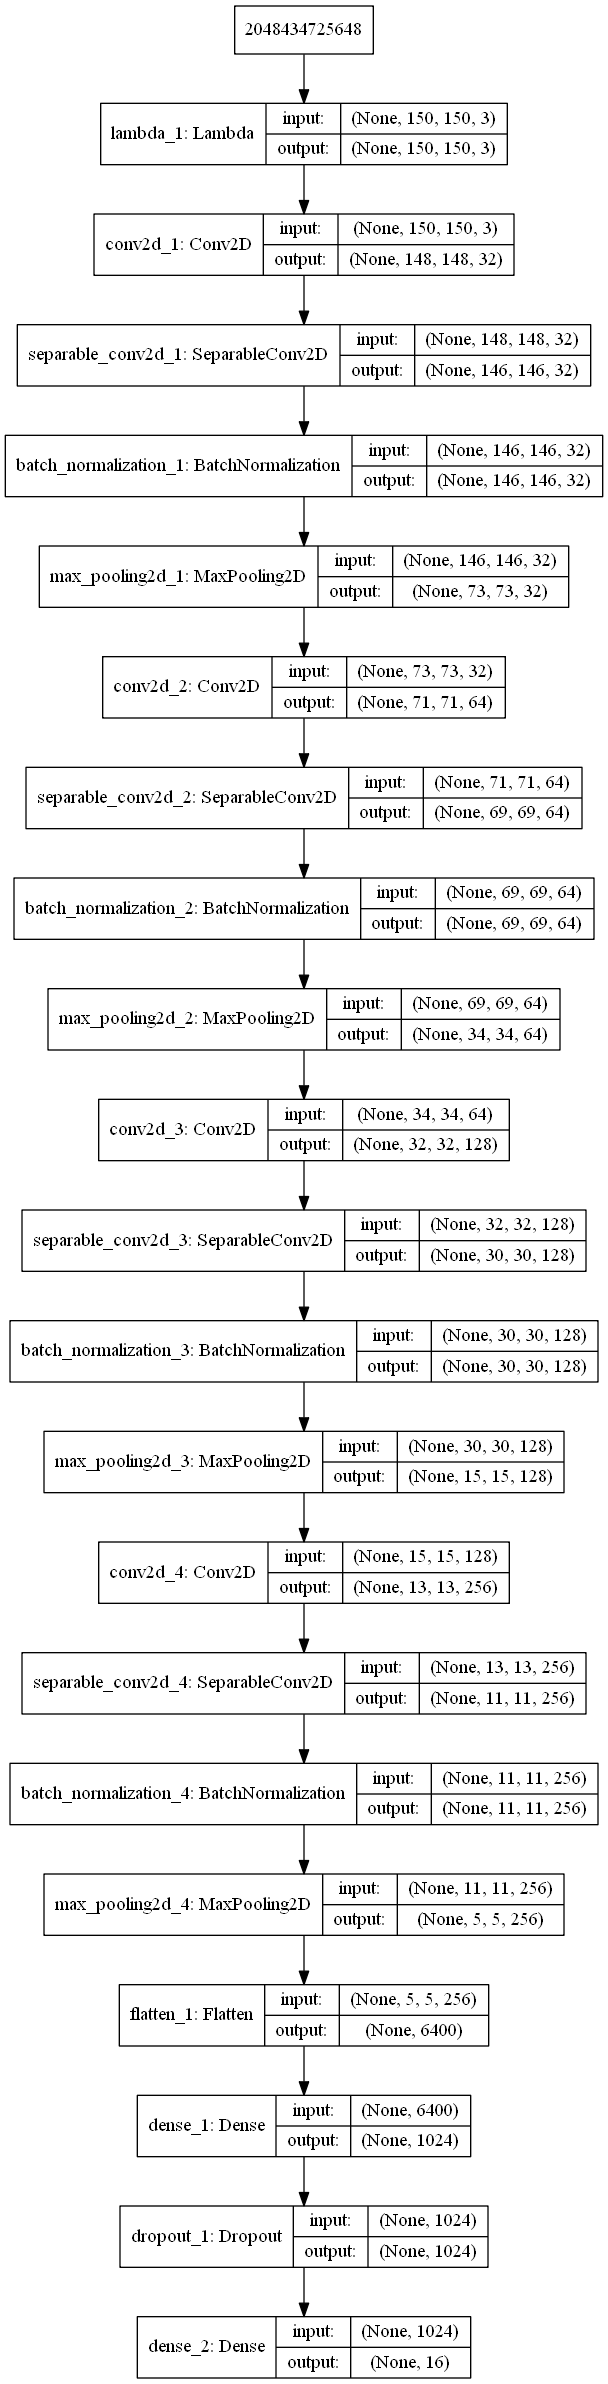 2048434725648
lambda_1: Lambda
input:
(None, 150, 150, 3)
output:
(None, 150, 150, 3)
conv2d_1: Conv2D
input:
(None, 150, 150, 3)
output:
(None, 148, 148, 32)
separable_conv2d_1: SeparableConv2D
input:
(None, 148, 148, 32)
output:
(None, 146, 146, 32)
batch_normalization_1: BatchNormalization
input:
(None, 146, 146, 32)
output:
(None, 146, 146, 32)
max_pooling2d_1: MaxPooling2D
input:
(None, 146, 146, 32)
output:
(None, 73, 73, 32)
conv2d_2: Conv2D
input:
(None, 73, 73, 32)
output:
(None, 71, 71, 64)
separable_conv2d_2: SeparableConv2D
input:
(None, 71, 71, 64)
output:
(None, 69, 69, 64)
batch_normalization_2: BatchNormalization
input:
(None, 69, 69, 64)
output:
(None, 69, 69, 64)
max_pooling2d_2: MaxPooling2D
input:
(None, 69, 69, 64)
output:
(None, 34, 34, 64)
conv2d_3: Conv2D
input:
(None, 34, 34, 64)
output:
(None, 32, 32, 128)
separable_conv2d_3: SeparableConv2D
input:
(None, 32, 32, 128)
output:
(None, 30, 30, 128)
batch_normalization_3: BatchNormalization
input:
(None, 30, 30, 128)
output:
(None, 30, 30, 128)
max_pooling2d_3: MaxPooling2D
input:
(None, 30, 30, 128)
output:
(None, 15, 15, 128)
conv2d_4: Conv2D
input:
(None, 15, 15, 128)
output:
(None, 13, 13, 256)
separable_conv2d_4: SeparableConv2D
input:
(None, 13, 13, 256)
output:
(None, 11, 11, 256)
batch_normalization_4: BatchNormalization
input:
(None, 11, 11, 256)
output:
(None, 11, 11, 256)
max_pooling2d_4: MaxPooling2D
input:
(None, 11, 11, 256)
output:
(None, 5, 5, 256)
flatten_1: Flatten
input:
(None, 5, 5, 256)
output:
(None, 6400)
dense_1: Dense
input:
(None, 6400)
output:
(None, 1024)
dropout_1: Dropout
input:
(None, 1024)
output:
(None, 1024)
dense_2: Dense
input:
(None, 1024)
output:
(None, 16)